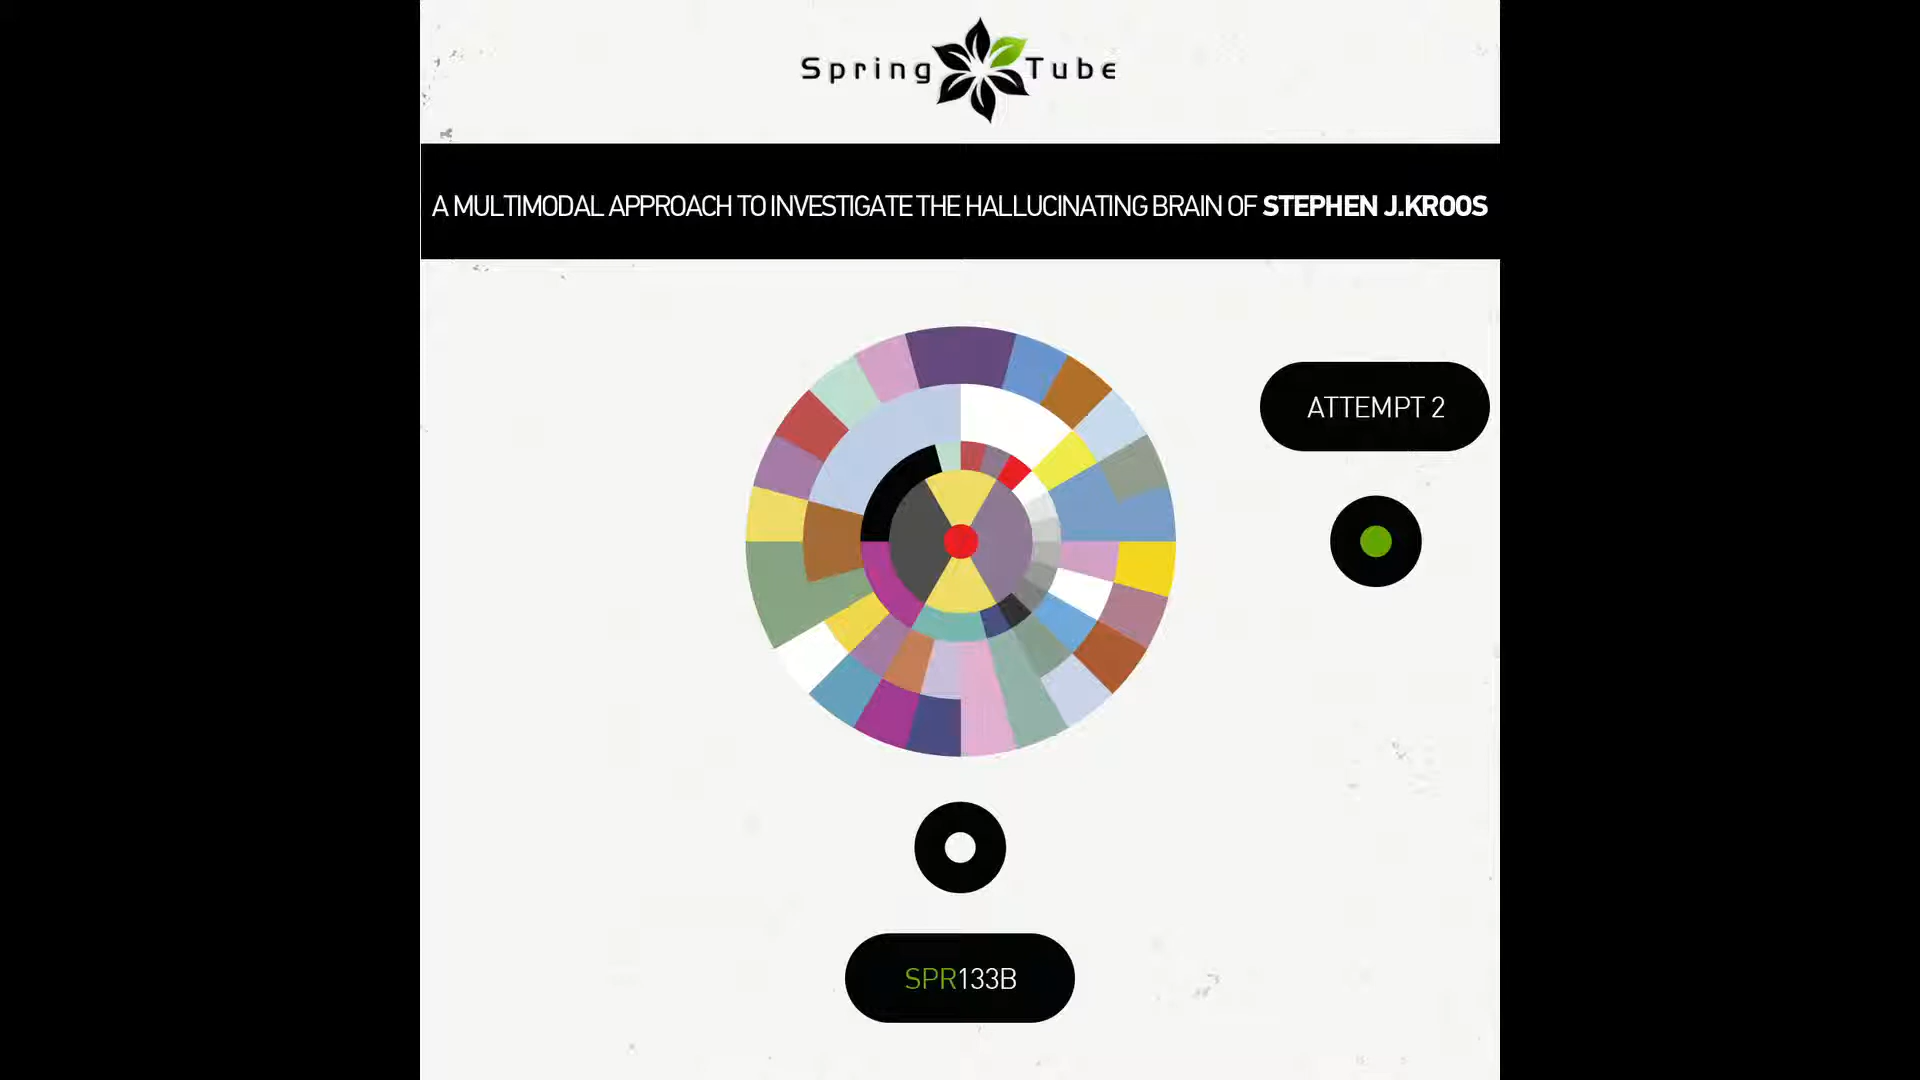 Spring Tube
A MULTIMODAL APPROACH TO INVESTIGATE THE HALLUCINATING BRAIN OF STEPHEN J.KROOS
ATTEMPT 2
SPR133B